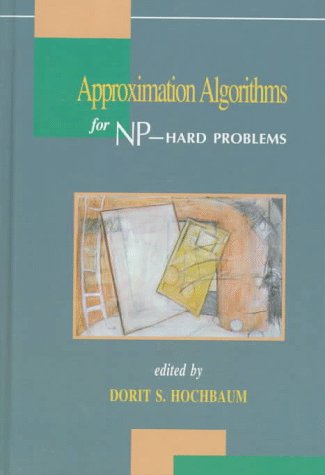 Approximation Algorithms
for NP—HARD PROBLEMS
edited by
DORIT S. HOCHBAUM